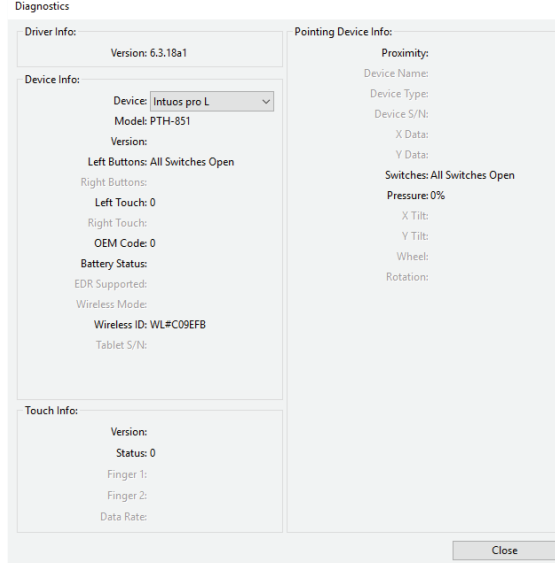 Diagnostics
Driver Info:
Version: 6.3.18a1
Device Info:
Device: Intuos pro L
Model: PTH-851
Version:
Left Buttons: All Switches Open
Right Buttons:
Left Touch: 0
Right Touch:
OEM Code: 0
Battery Status:
EDR Supported:
Wireless Mode:
Wireless ID: WL#C09EFB
Tablet S/N:
Touch Info:
Version:
Status: 0
Finger 1:
Finger 2:
Data Rate:
Pointing Device Info:
Proximity:
Device Name:
Device Type:
Device S/N:
X Data:
Y Data:
Switches: All Switches Open
Pressure: 0%
X Tilt:
Y Tilt:
Wheel:
Rotation:
Close